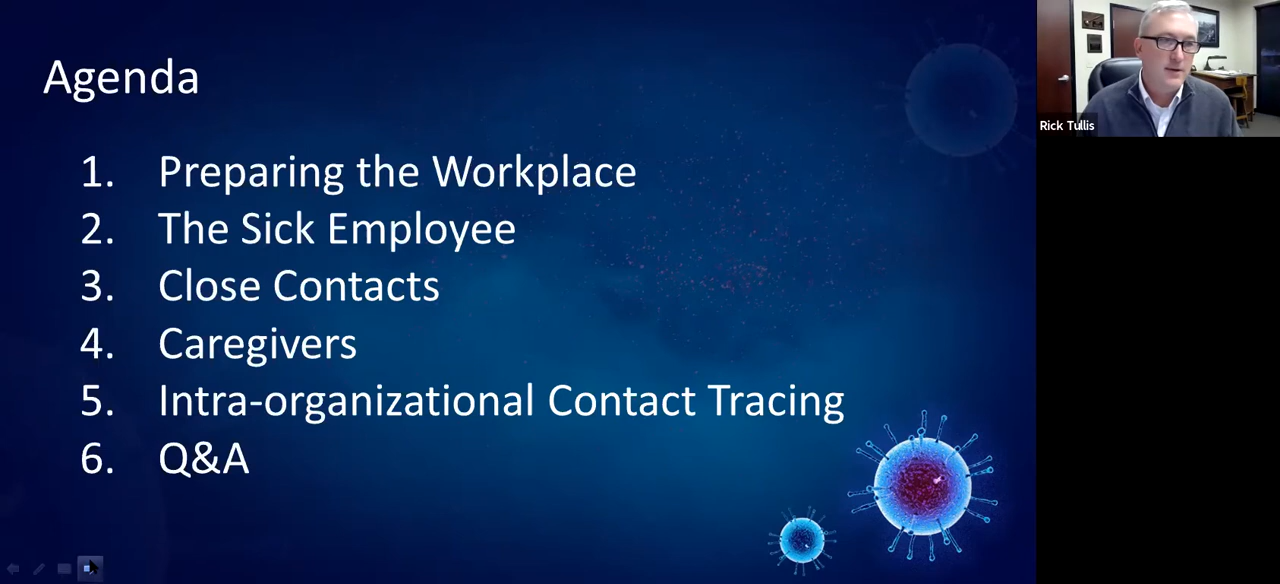 Agenda
1. Preparing the Workplace
2. The Sick Employee
3. Close Contacts
4. Caregivers
5. Intra-organizational Contact Tracing
6. Q&A
Rick Tullis